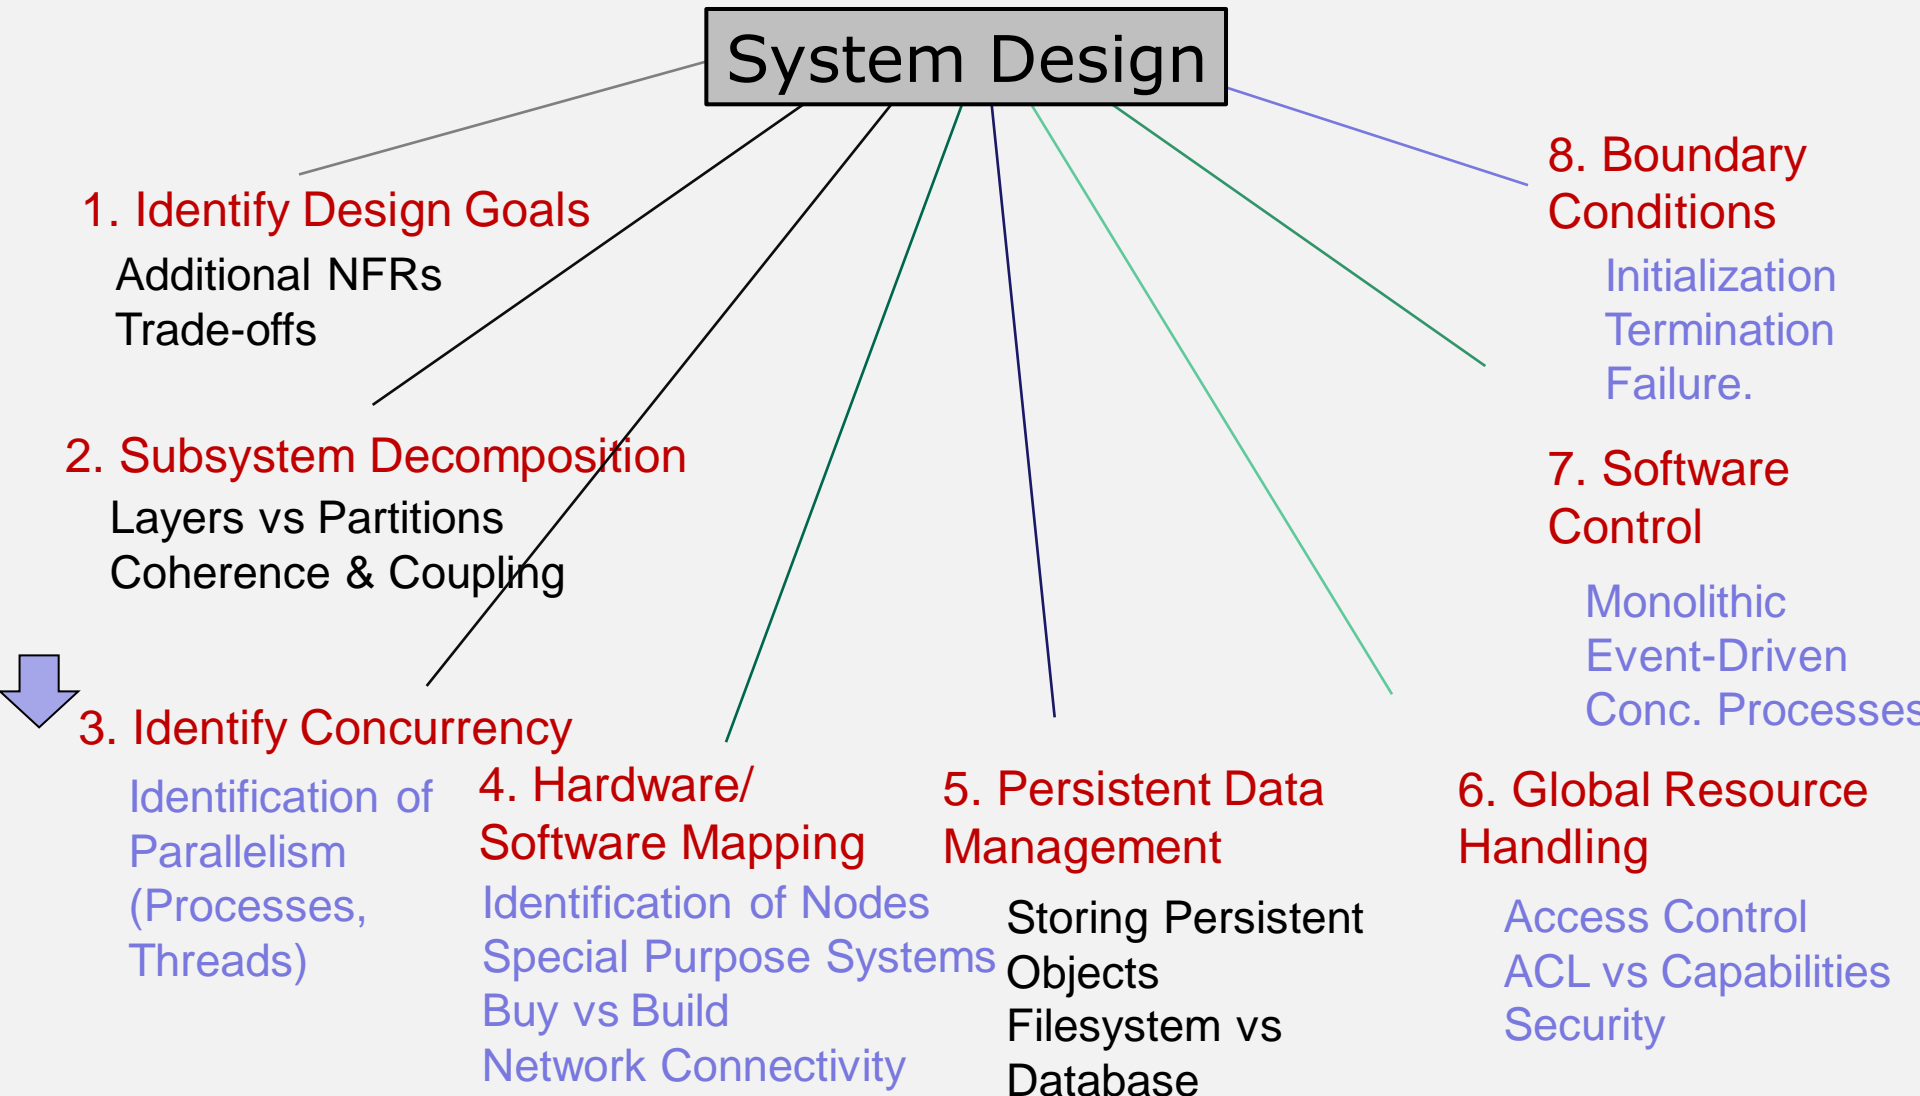 System Design
1. Identify Design Goals
Additional NFRs
Trade-offs
2. Subsystem Decomposition
Layers vs Partitions
Coherence & Coupling
3. Identify Concurrency
Identification of
Parallelism
(Processes,
Threads)
4. Hardware/
Software Mapping
Identification of Nodes
Special Purpose Systems
Buy vs Build
Network Connectivity
5. Persistent Data
Management
Storing Persistent
Objects
Filesystem vs
Database
6. Global Resource
Handling
Access Control
ACL vs Capabilities
Security
7. Software
Control
Monolithic
Event-Driven
Conc. Processes
8. Boundary
Conditions
Initialization
Termination
Failure.